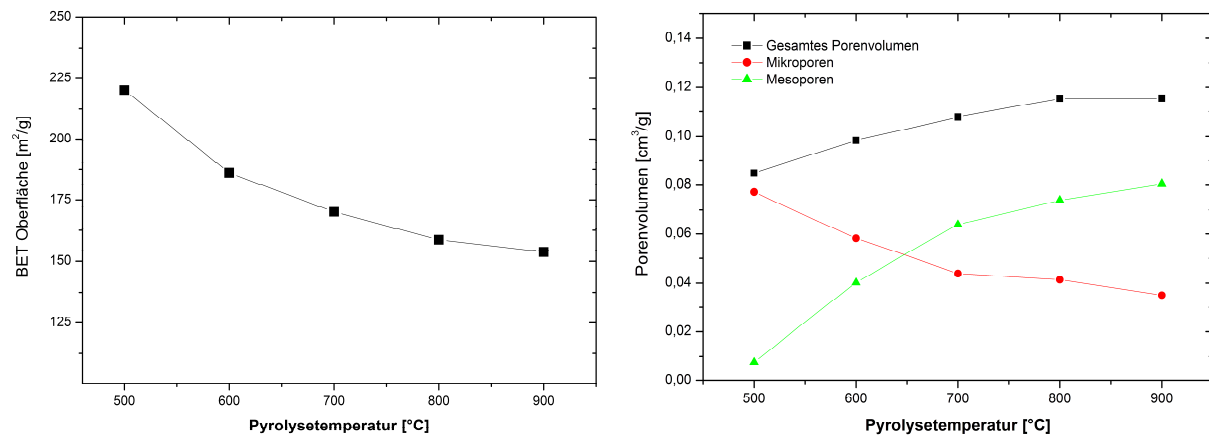 250
225
200
175
150
125
BET Oberfläche [m²/g]
500 600 700 800 900
Pyrolysetemperatur [°C]
0,14
0,12
0,10
0,08
0,06
0,04
0,02
0,00
Porenvolumen [cm³/g]
Gesamtes Porenvolumen
Mikroporen
Mesoporen
500 600 700 800 900
Pyrolysetemperatur [°C]